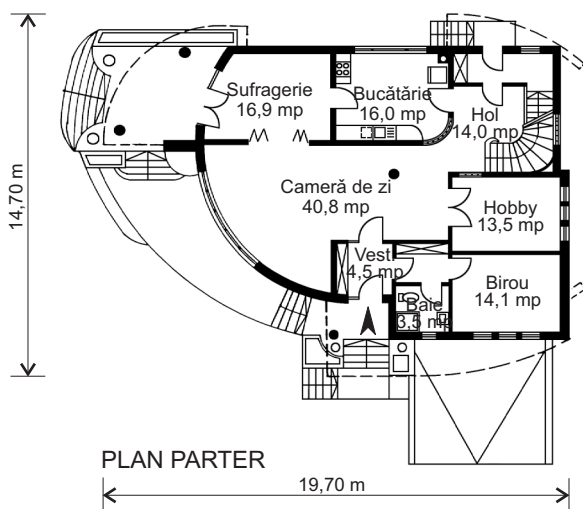 14,70 m
Sufragerie
16,9 mp
Bucătărie
16,0 mp
Hol
14,0 mp
Cameră de zi
40,8 mp
Hobby
13,5 mp
Vest
4,5 mp
Birou
14,1 mp
Baie
3,5 mp
PLAN PARTER
19,70 m